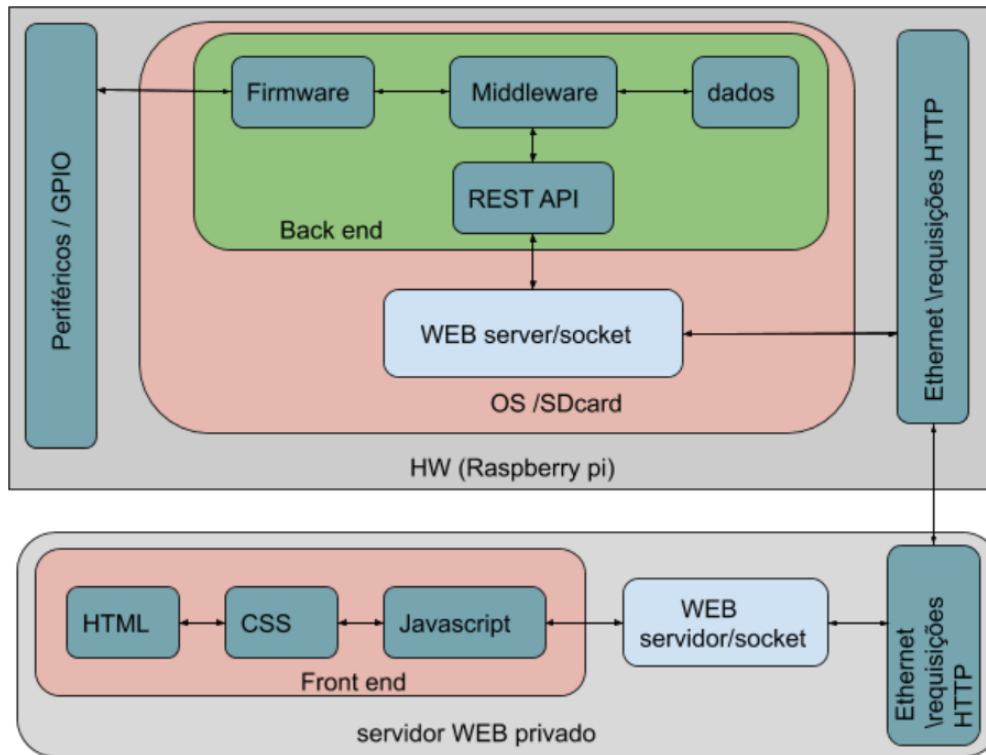 Periféricos / GPIO
Firmware
Middleware
dados
REST API
Back end
WEB server/socket
OS /SDcard
Ethernet \requisições HTTP
HW (Raspberry pi)
HTML
CSS
Javascript
Front end
WEB
servidor/socket
Ethernet
\requisições
HTTP
servidor WEB privado